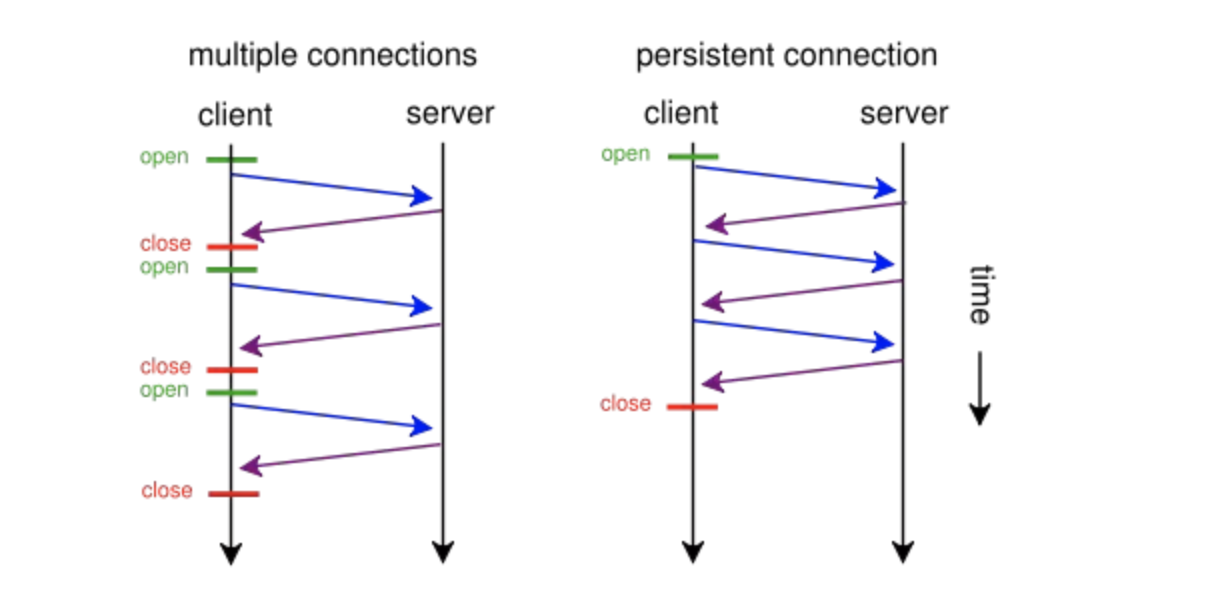 multiple connections
client
server
open
close
open
close
open
close
persistent connection
client
server
open
close
time